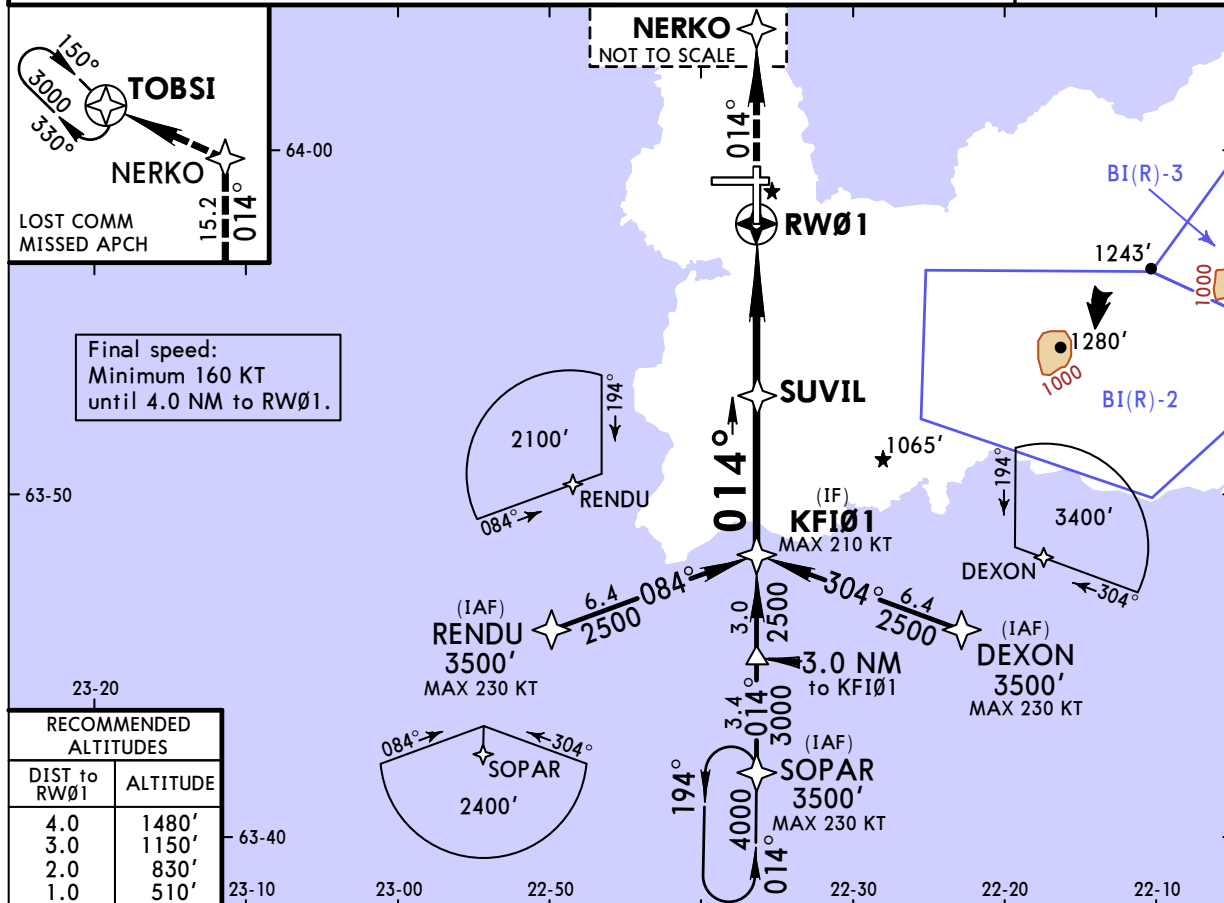 NERKO
NOT TO SCALE
150°
3000
330°
TOBSI
NERKO
15.2
014°
LOST COMM
MISSED APCH
64-00
014°
BI(R)-3
RWØ1
1243'
1000
Final speed:
Minimum 160 KT
until 4.0 NM to RWØ1.
1280'
1000
BI(R)-2
SUVIL
194°
2100'
RENDU
084°
1065'
63-50
014°
(IF)
KFIØ1
MAX 210 KT
194°
3400'
DEXON
304°
6.4
084°
2500
304°
6.4
2500
(IAF)
RENDU
3500'
MAX 230 KT
3.0
2500
3.0 NM
to KFIØ1
(IAF)
DEXON
3500'
MAX 230 KT
23-20
3.4
014°
3000
084°
304°
SOPAR
2400'
(IAF)
SOPAR
3500'
MAX 230 KT
194°
4000
014°
RECOMMENDED
ALTITUDES
DIST to
RWØ1
ALTITUDE
4.0 1480'
3.0 1150'
2.0 830'
1.0 510'
63-40
23-10
23-00
22-50
22-30
22-20
22-10